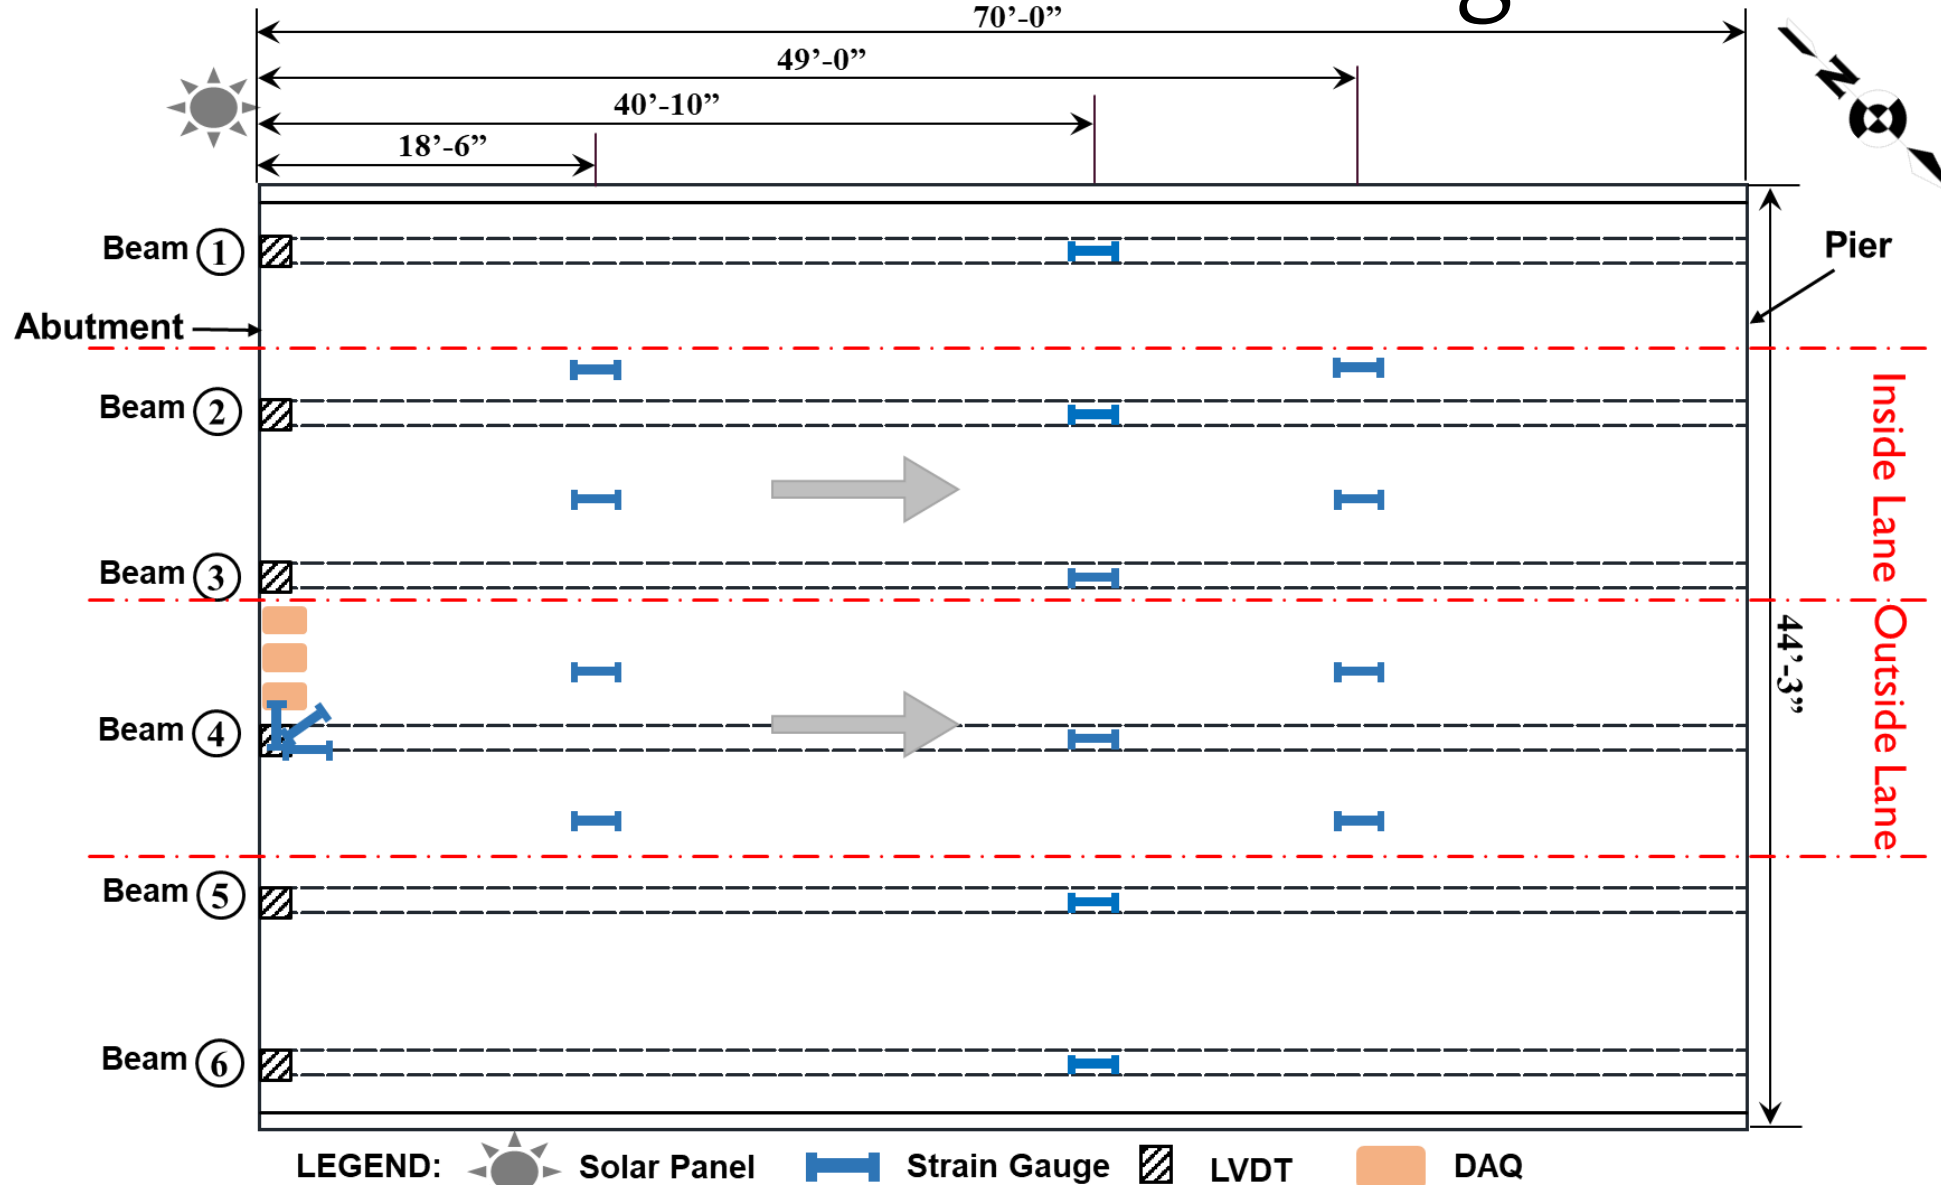 70’-0”
49’-0”
40’-10”
18’-6”
N
Beam 1
Pier
Abutment
Beam 2
Inside Lane
Beam 3
Outside Lane
44’-3”
Beam 4
Beam 5
Beam 6
LEGEND: Solar Panel Strain Gauge LVDT DAQ